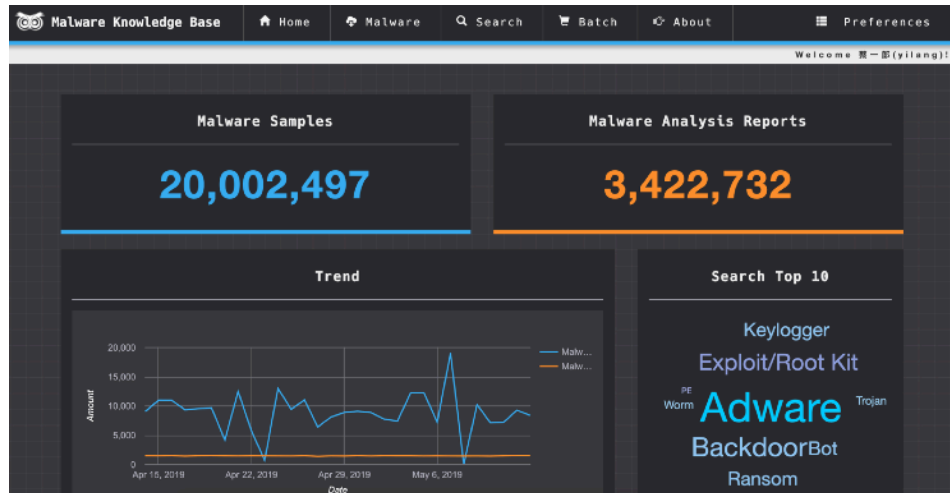 Malware Knowledge Base Home Malware Search Batch About Preferences
Welcome 蔡一郎(yilang)!
Malware Samples
20,002,497
Malware Analysis Reports
3,422,732
Trend
20,000
15,000
10,000
5,000
0
Amount
Apr 15, 2019 Apr 22, 2019 Apr 29, 2019 May 6, 2019
Date
Malw...
Malw...
Search Top 10
Keylogger
Exploit/Root Kit
PE
Worm Adware Trojan
Backdoor Bot
Ransom